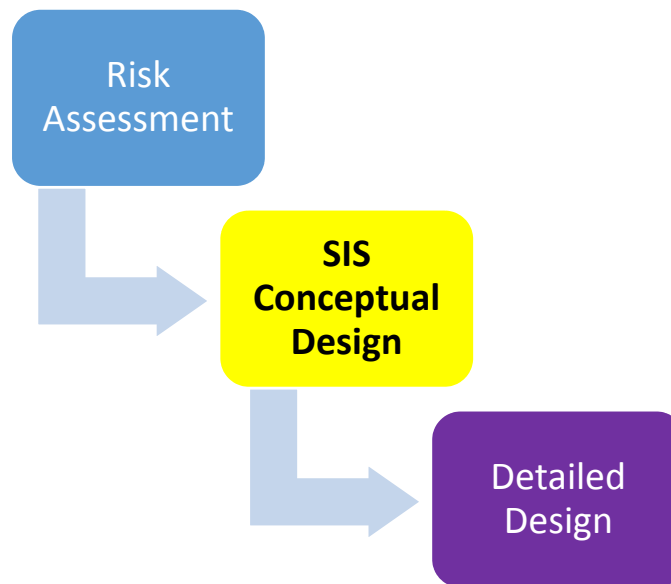 Risk
Assessment
SIS
Conceptual
Design
Detailed
Design